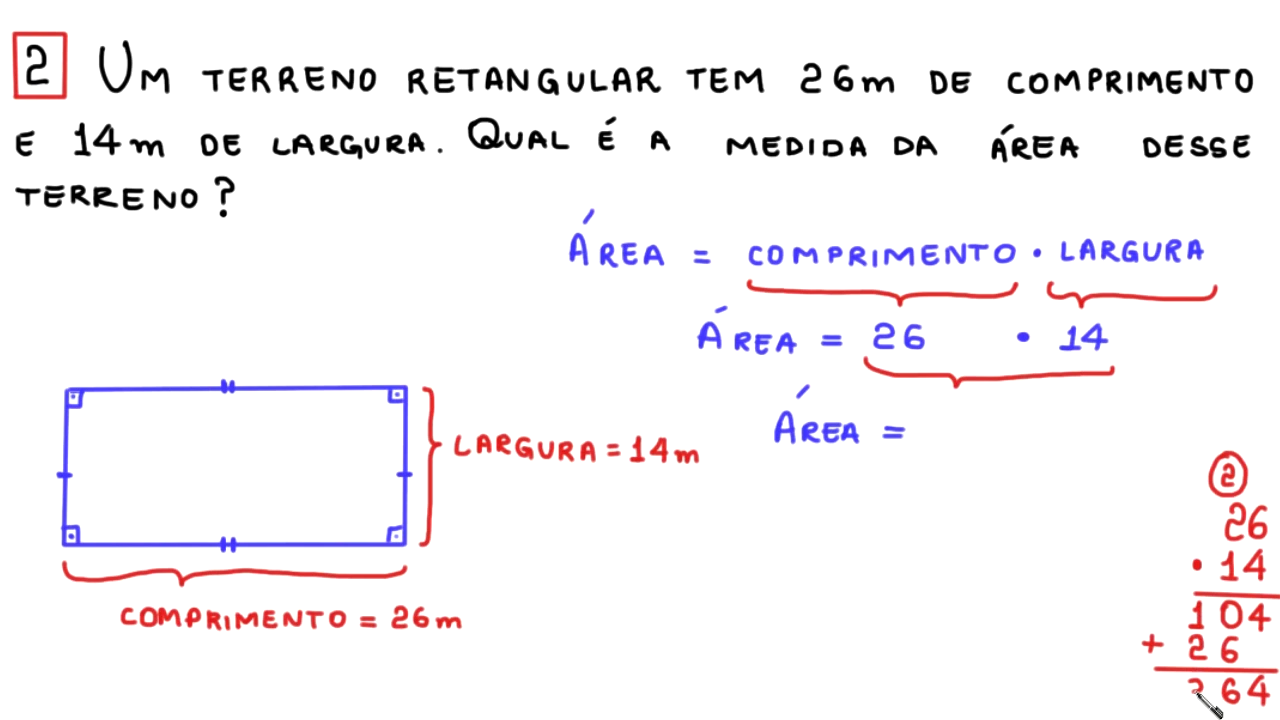 2 UM TERRENO RETANGULAR TEM 26m DE COMPRIMENTO
E 14m DE LARGURA. QUAL É A MEDIDA DA ÁREA DESSE
TERRENO?
ÁREA = COMPRIMENTO · LARGURA
ÁREA = 26 · 14
ÁREA =
LARGURA = 14m
COMPRIMENTO = 26m
2
26
· 14
104
+ 26
364